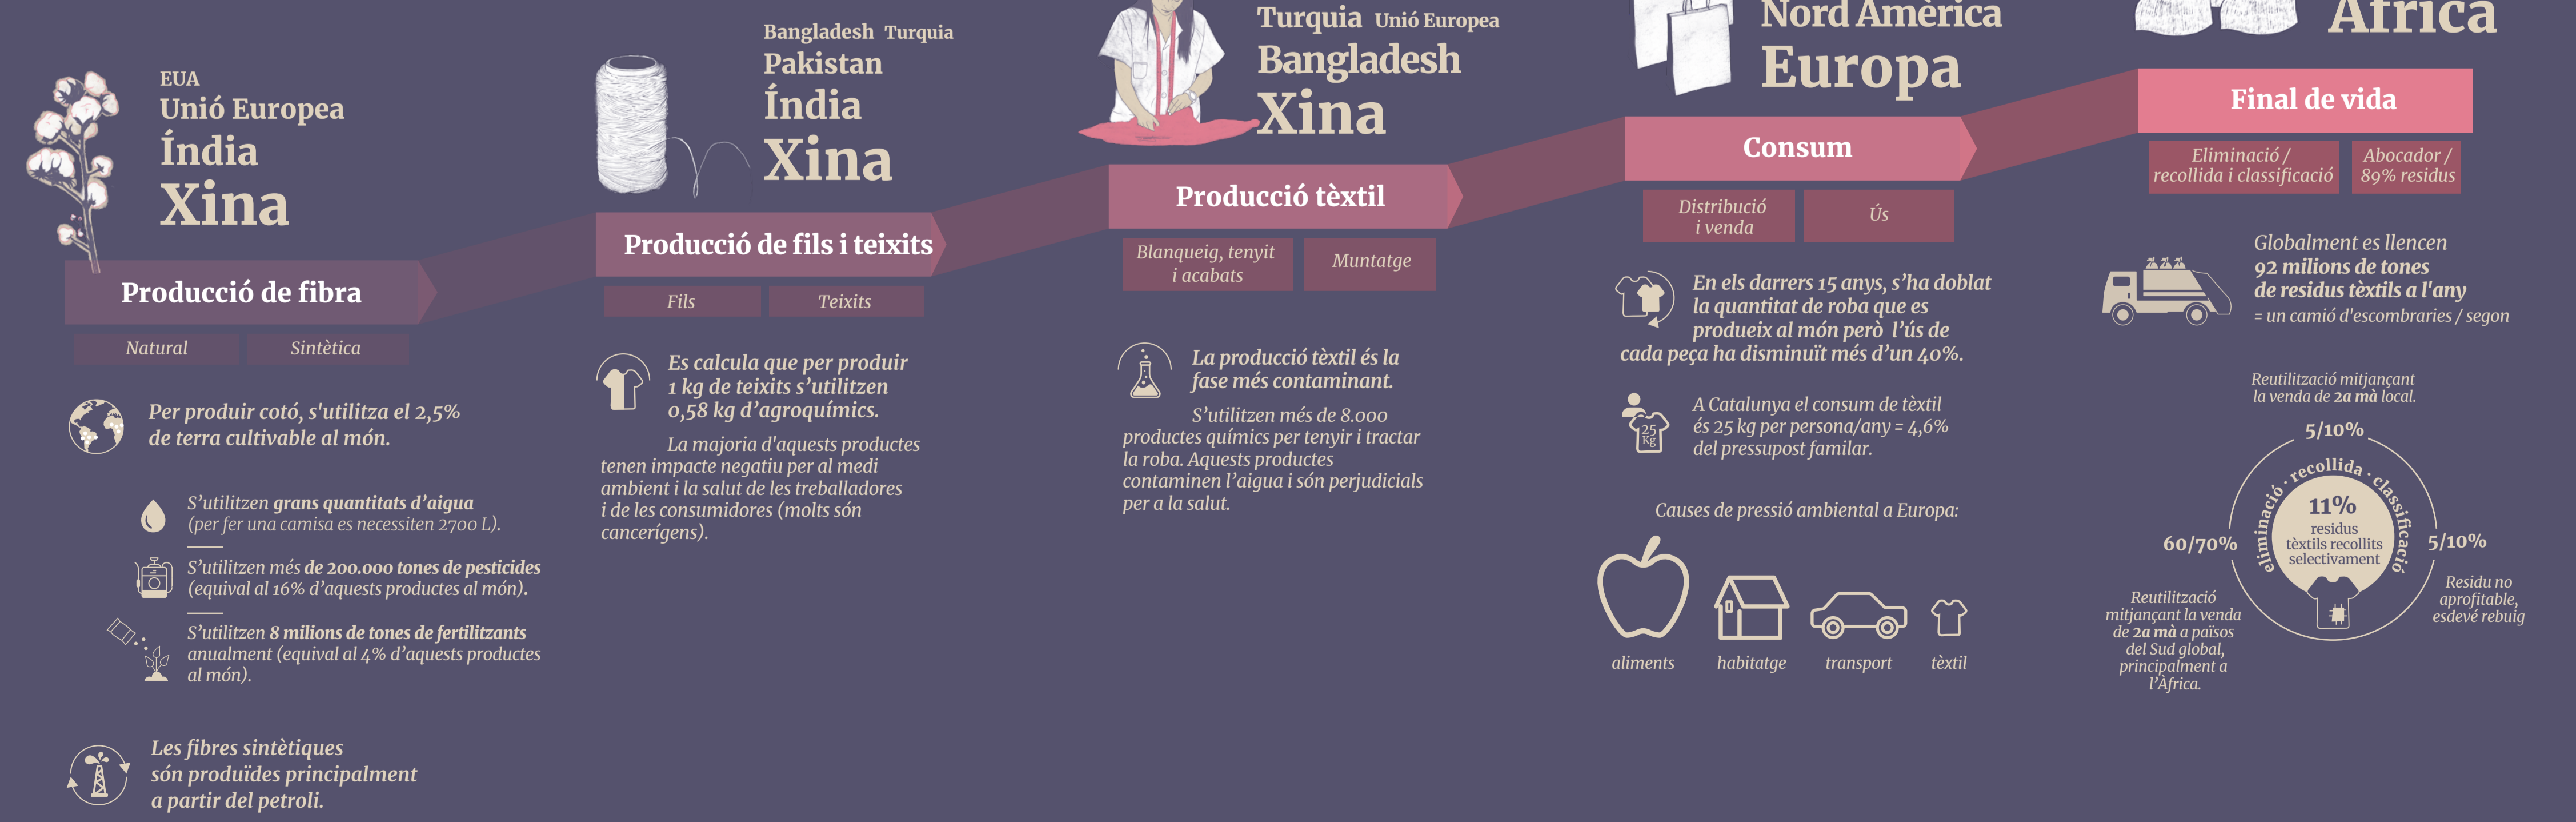 EUA
Unió Europea
Índia
Xina
Producció de fibra
Natural
Sintètica
Per produir cotó, s'utilitza el 2,5%
de terra cultivable al món.
S’utilitzen grans quantitats d’aigua
(per fer una camisa es necessiten 2700 L).
S’utilitzen més de 200.000 tones de pesticides
(equival al 16% d’aquests productes al món).
S’utilitzen 8 milions de tones de fertilitzants
anualment (equival al 4% d’aquests productes
al món).
Les fibres sintètiques
són produïdes principalment
a partir del petroli.
Bangladesh Turquia
Pakistan
Índia
Xina
Producció de fils i teixits
Fils
Teixits
Es calcula que per produir
1 kg de teixits s’utilitzen
0,58 kg d’agroquímics.
La majoria d'aquests productes
tenen impacte negatiu per al medi
ambient i la salut de les treballadores
i de les consumidores (molts són
cancerígens).
Turquia Unió Europea
Bangladesh
Xina
Producció tèxtil
Blanqueig, tenyit
i acabats
Muntatge
La producció tèxtil és la
fase més contaminant.
S’utilitzen més de 8.000
productes químics per tenyir i tractar
la roba. Aquests productes
contaminen l’aigua i són perjudicials
per a la salut.
Nord Amèrica
Europa
Consum
Distribució
i venda
Ús
En els darrers 15 anys, s’ha doblat
la quantitat de roba que es
produeix al món però l’ús de
cada peça ha disminuït més d’un 40%.
25
Kg
A Catalunya el consum de tèxtil
és 25 kg per persona/any = 4,6%
del pressupost familar.
Causes de pressió ambiental a Europa:
aliments
habitatge
transport
tèxtil
Àfrica
Final de vida
Eliminació /
recollida i classificació
Abocador /
89% residus
Globalment es llencen
92 milions de tones
de residus tèxtils a l'any
= un camió d'escombraries / segon
Reutilització mitjançant
la venda de 2a mà local.
5/10%
eliminació · recollida · classificació
11%
residus
tèxtils recollits
selectivament
60/70%
Reutilització
mitjançant la venda
de 2a mà a països
del Sud global,
principalment a
l’Àfrica.
5/10%
Residu no
aprofitable,
esdevé rebuig